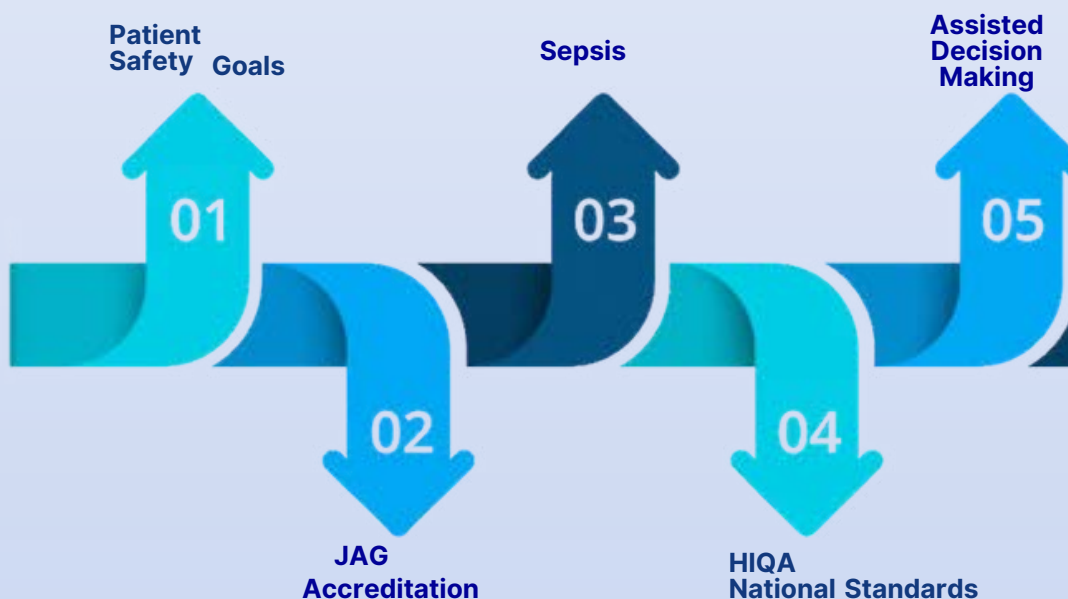 Patient
Safety Goals
01
JAG
Accreditation
02
Sepsis
03
HIQA
National Standards
04
Assisted
Decision
Making
05